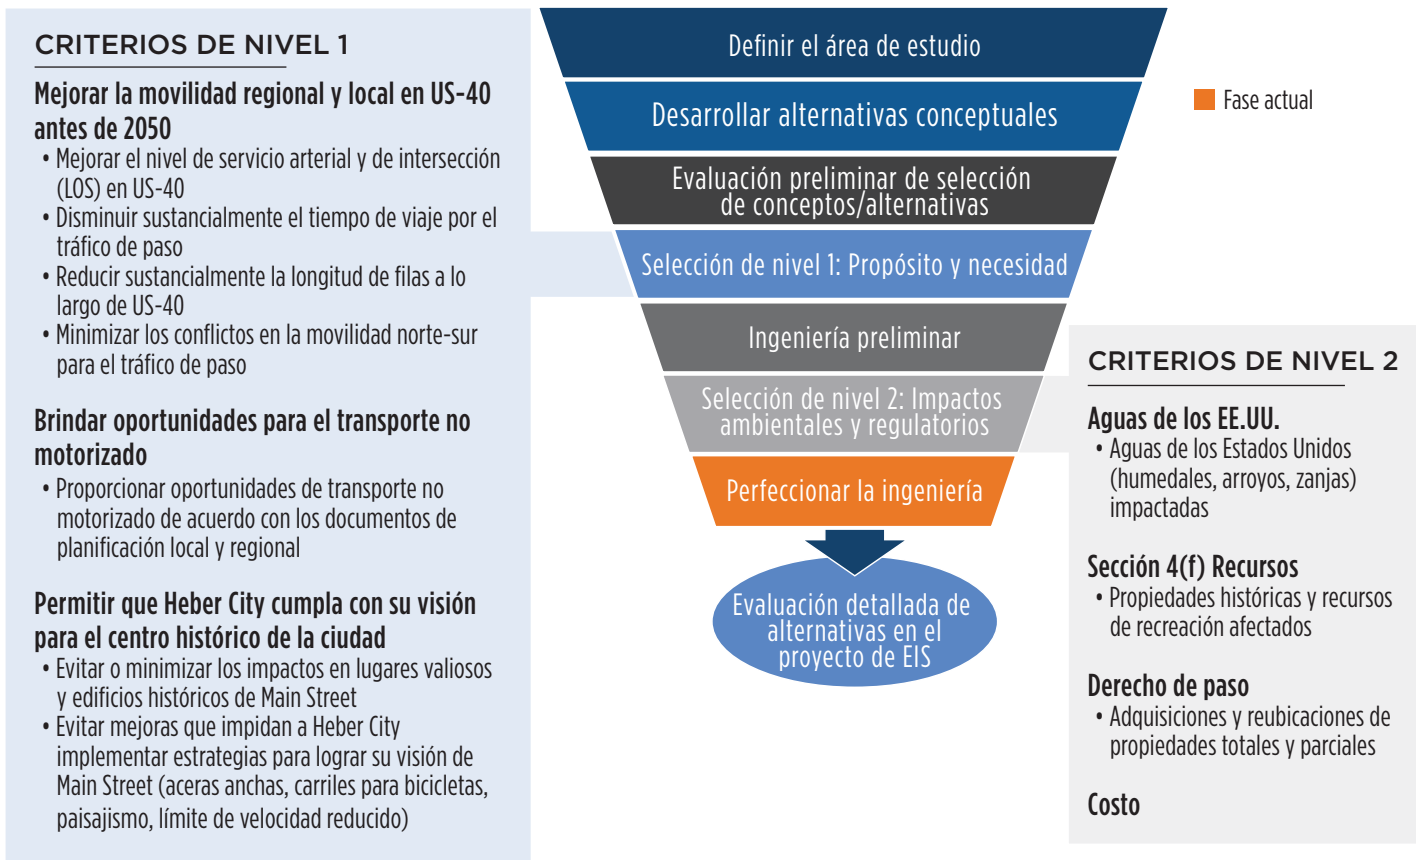 CRITERIOS DE NIVEL 1
Mejorar la movilidad regional y local en US-40
antes de 2050
• Mejorar el nivel de servicio arterial y de intersección
(LOS) en US-40
• Disminuir sustancialmente el tiempo de viaje por el
tráfico de paso
• Reducir sustancialmente la longitud de filas a lo
largo de US-40
• Minimizar los conflictos en la movilidad norte-sur
para el tráfico de paso
Brindar oportunidades para el transporte no
motorizado
• Proporcionar oportunidades de transporte no
motorizado de acuerdo con los documentos de
planificación local y regional
Permitir que Heber City cumpla con su visión
para el centro histórico de la ciudad
• Evitar o minimizar los impactos en lugares valiosos
y edificios históricos de Main Street
• Evitar mejoras que impidan a Heber City
implementar estrategias para lograr su visión de
Main Street (aceras anchas, carriles para bicicletas,
paisajismo, límite de velocidad reducido)
Definir el área de estudio
Desarrollar alternativas conceptuales
Evaluación preliminar de selección
de conceptos/alternativas
Selección de nivel 1: Propósito y necesidad
Ingeniería preliminar
Selección de nivel 2: Impactos
ambientales y regulatorios
Perfeccionar la ingeniería
Evaluación detallada de
alternativas en el
proyecto de EIS
Fase actual
CRITERIOS DE NIVEL 2
Aguas de los EE.UU.
• Aguas de los Estados Unidos
(humedales, arroyos, zanjas)
impactadas
Sección 4(f) Recursos
• Propiedades históricas y recursos
de recreación afectados
Derecho de paso
• Adquisiciones y reubicaciones de
propiedades totales y parciales
Costo